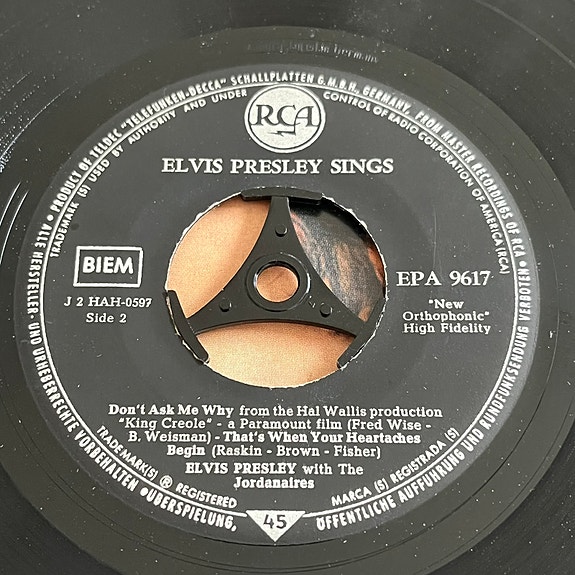 PRODUCT OF TELDEC "TELEFUNKEN-DECCA" SCHALLPLATTEN G.M.B.H., GERMANY, FROM MASTER RECORDINGS OF RCA
TRADEMARK (S) USED BY AUTHORITY AND UNDER CONTROL OF RADIO CORPORATION OF AMERICA (RCA)
RCA
ELVIS PRESLEY SINGS
BIEM
EPA 9617
J 2 HAH-0597
Side 2
"New
Orthophonic"
High Fidelity
Don't Ask Me Why from the Hal Wallis production
"King Creole" - a Paramount film (Fred Wise -
B. Weisman) - That's When Your Heartaches
Begin (Raskin - Brown - Fisher)
ELVIS PRESLEY with The
Jordanaires
TRADEMARK(S) ® REGISTERED
MARCA (S) REGISTRADA (S)
• ALLE HERSTELLER- UND URHEBERRECHTE VORBEHALTEN • ÜBERSPIELUNG, ÖFFENTLICHE AUFFÜHRUNG UND RUNDFUNKSENDUNG VERBOTEN •
45